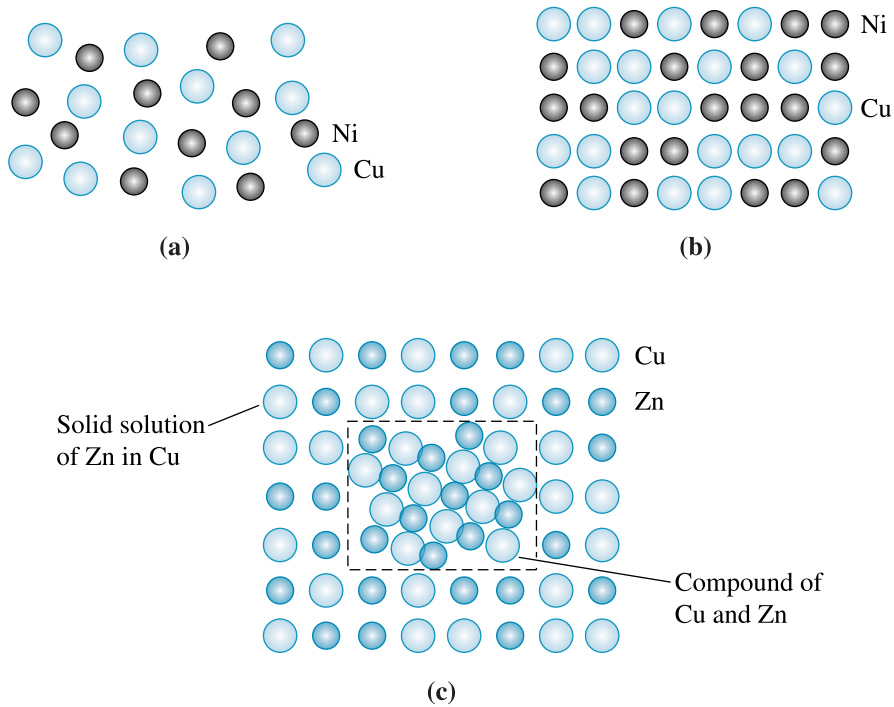 Ni
Cu
(a)
Ni
Cu
(b)
Cu
Zn
Solid solution
of Zn in Cu
Compound of
Cu and Zn
(c)